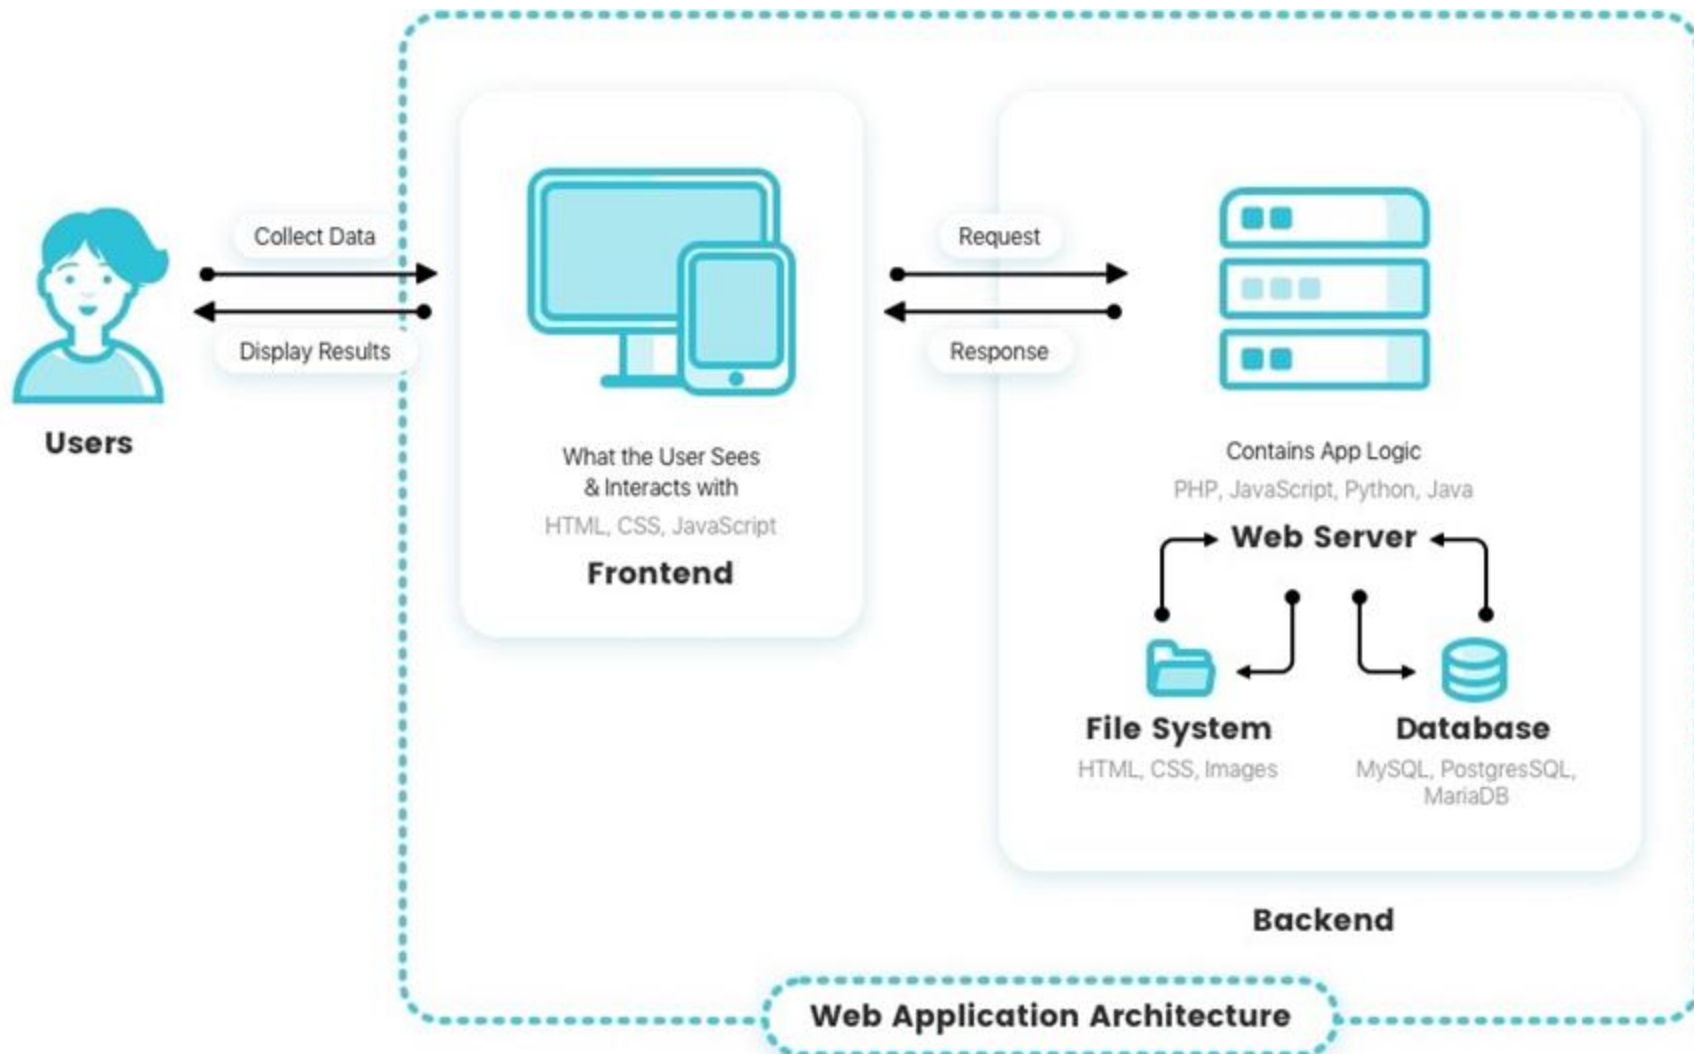 Collect Data
Display Results
Users
What the User Sees
& Interacts with
HTML, CSS, JavaScript
Frontend
Request
Response
Contains App Logic
PHP, JavaScript, Python, Java
Web Server
File System
HTML, CSS, Images
Database
MySQL, PostgresSQL,
MariaDB
Backend
Web Application Architecture